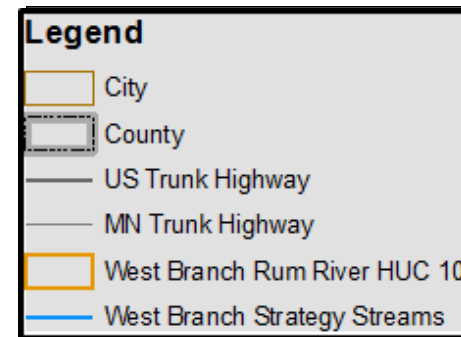 Legend
City
County
US Trunk Highway
MN Trunk Highway
West Branch Rum River HUC 10
West Branch Strategy Streams